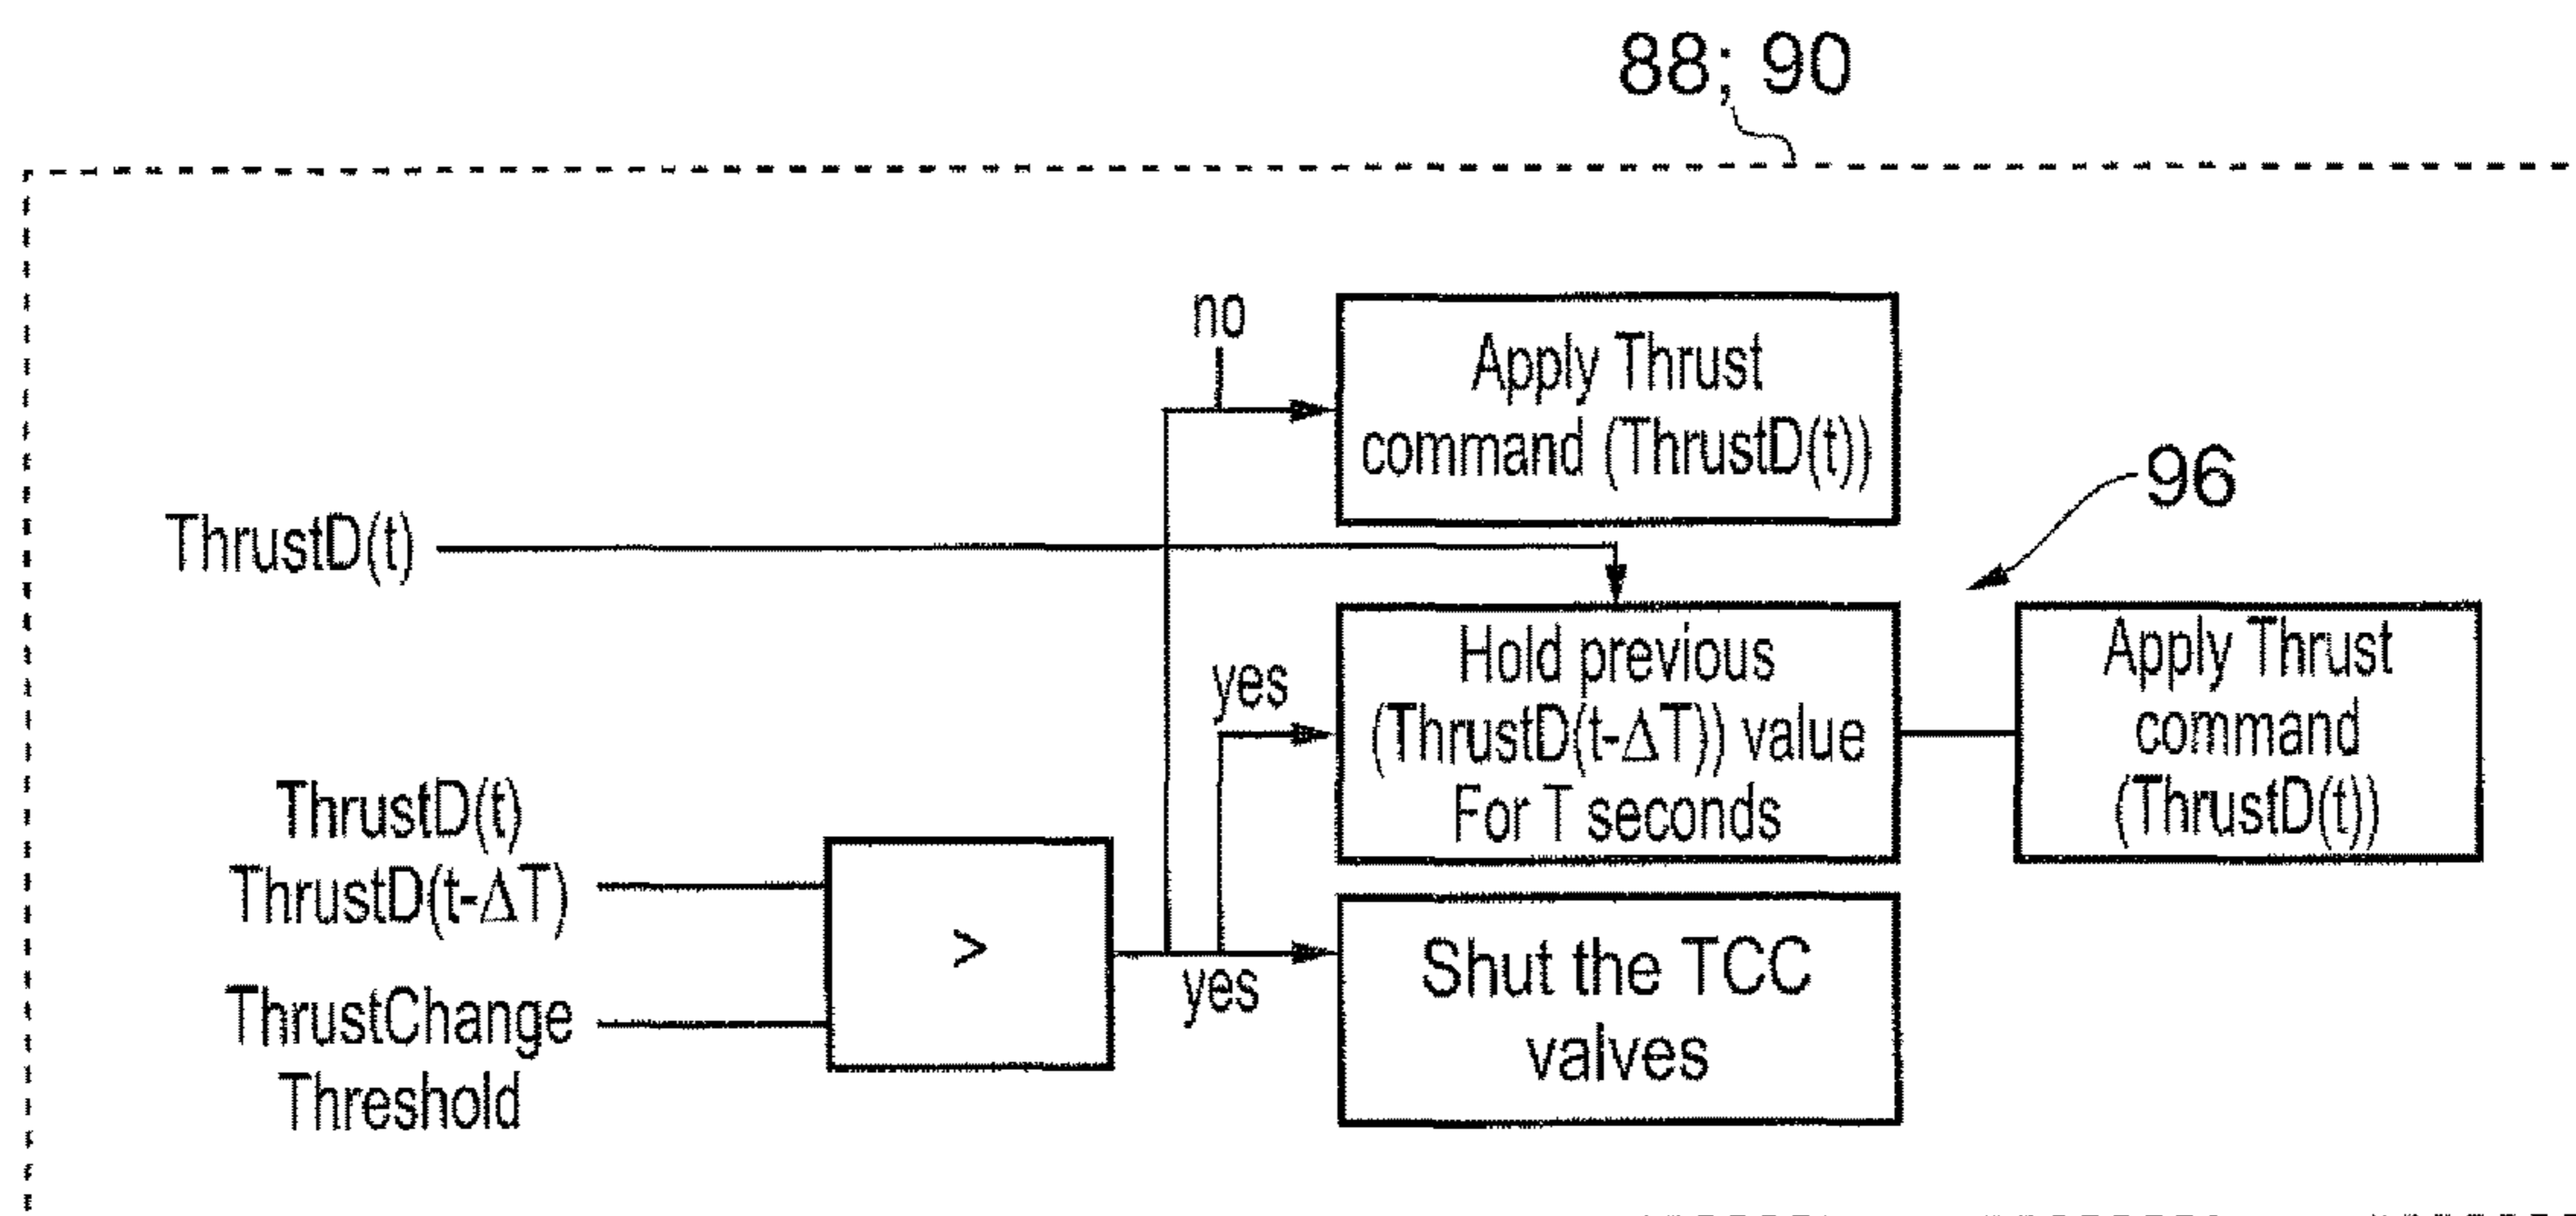 88; 90
no
Apply Thrust
command (ThrustD(t))
96
ThrustD(t)
yes
Hold previous
(ThrustD(t-ΔT)) value
For T seconds
Apply Thrust
command
(ThrustD(t))
ThrustD(t)
ThrustD(t-ΔT)
>
yes
ThrustChange
Threshold
Shut the TCC
valves